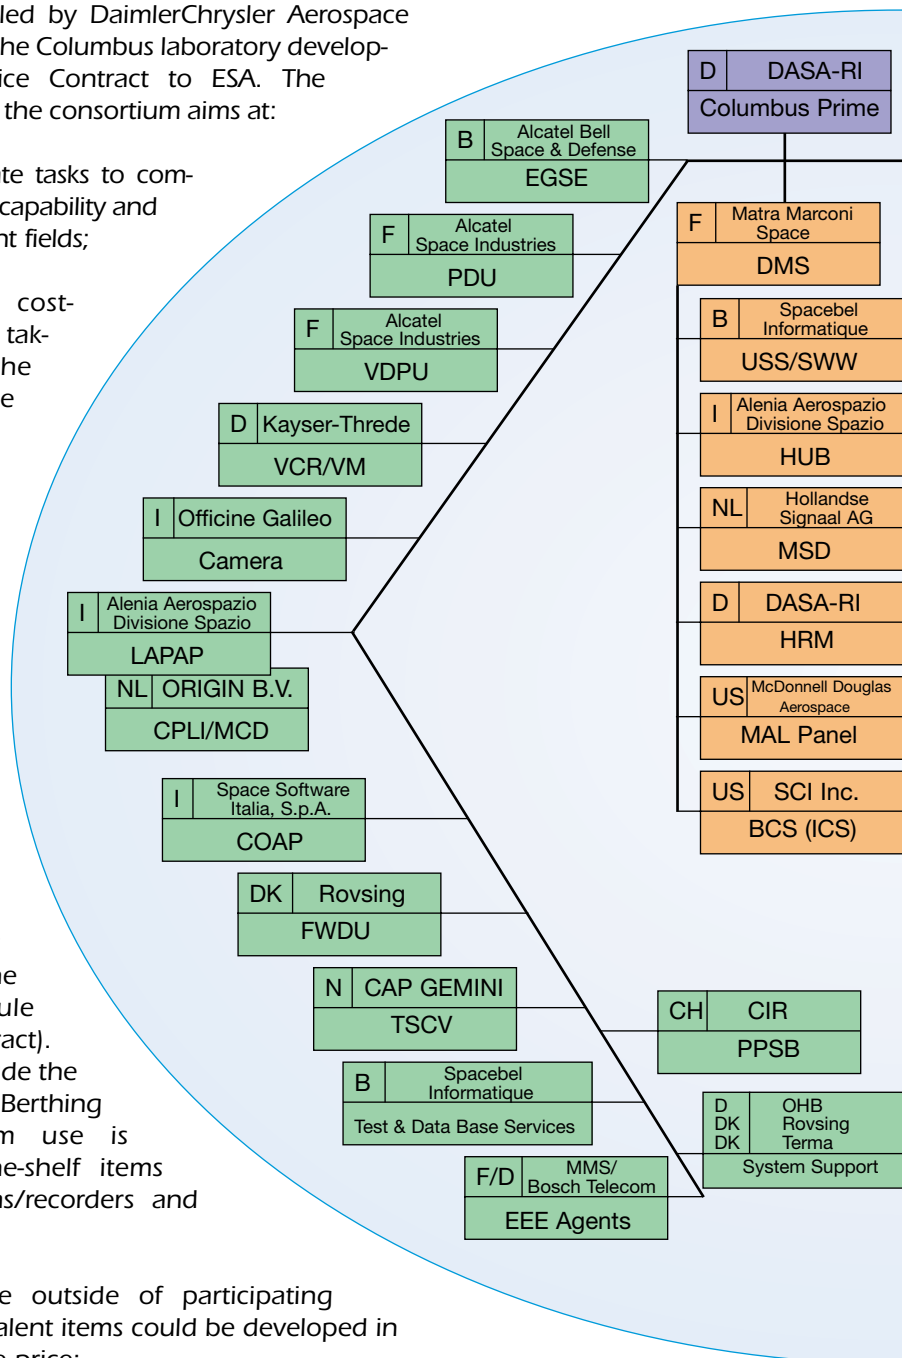 led by DaimlerChrysler Aerospace
he Columbus laboratory develop-
ice Contract to ESA. The
the consortium aims at:
te tasks to com-
capability and
nt fields;
cost-
tak-
he
e
ne
ule
act).
de the
Berthing
m use is
ne-shelf items
ns/recorders and
e outside of participating
alent items could be developed in
e price;
D DASA-RI
Columbus Prime
B Alcatel Bell
Space & Defense
EGSE
F Alcatel
Space Industries
PDU
F Alcatel
Space Industries
VDPU
D Kayser-Threde
VCR/VM
I Officine Galileo
Camera
I Alenia Aerospazio
Divisione Spazio
LAPAP
NL ORIGIN B.V.
CPLI/MCD
I Space Software
Italia, S.p.A.
COAP
DK Rovsing
FWDU
N CAP GEMINI
TSCV
B Spacebel
Informatique
Test & Data Base Services
F/D MMS/
Bosch Telecom
EEE Agents
F Matra Marconi
Space
DMS
B Spacebel
Informatique
USS/SWW
I Alenia Aerospazio
Divisione Spazio
HUB
NL Hollandse
Signaal AG
MSD
D DASA-RI
HRM
US McDonnell Douglas
Aerospace
MAL Panel
US SCI Inc.
BCS (ICS)
CH CIR
PPSB
D OHB
DK Rovsing
DK Terma
System Support